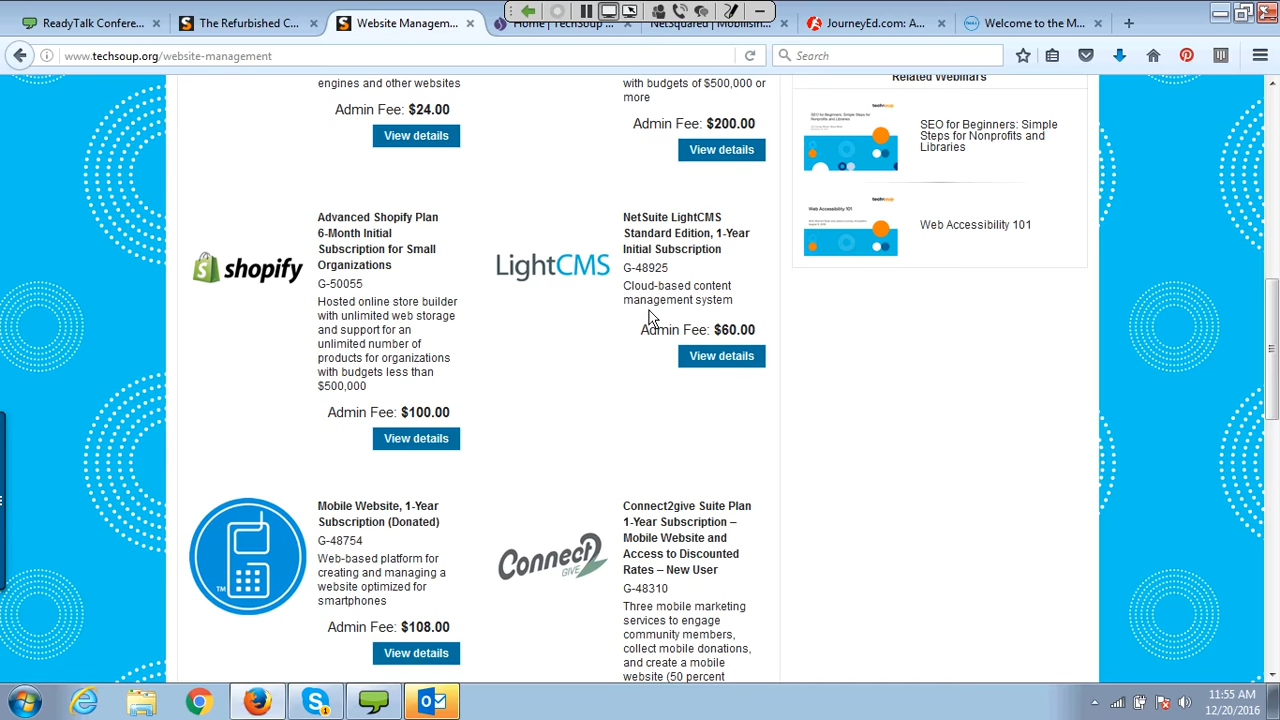 ReadyTalk Confere...
The Refurbished C...
Website Management...
Home | TechSoup ...
NetSquared | Mobilisin...
JourneyEd.com: A...
Welcome to the M...
www.techsoup.org/website-management
Search
engines and other websites
Admin Fee: $24.00
View details
with budgets of $500,000 or
more
Admin Fee: $200.00
View details
Related Webinars
SEO for Beginners: Simple
Steps for Nonprofits and
Libraries
Web Accessibility 101
Web Accessibility 101
shopify
Advanced Shopify Plan
6-Month Initial
Subscription for Small
Organizations
G-50055
Hosted online store builder
with unlimited web storage
and support for an
unlimited number of
products for organizations
with budgets less than
$500,000
Admin Fee: $100.00
View details
LightCMS
NetSuite LightCMS
Standard Edition, 1-Year
Initial Subscription
G-48925
Cloud-based content
management system
Admin Fee: $60.00
View details
TM
Mobile Website, 1-Year
Subscription (Donated)
G-48754
Web-based platform for
creating and managing a
website optimized for
smartphones
Admin Fee: $108.00
View details
Connect2
GIVE
Connect2give Suite Plan
1-Year Subscription –
Mobile Website and
Access to Discounted
Rates – New User
G-48310
Three mobile marketing
services to engage
community members,
collect mobile donations,
and create a mobile
website (50 percent
11:55 AM
12/20/2016